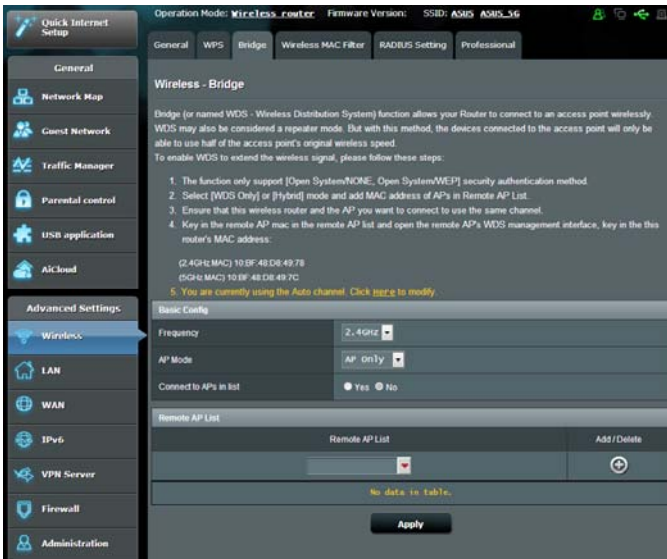 Quick Internet
Setup
Operation Mode: Wireless router Firmware Version: SSID: ASUS ASUS_5G
General WPS Bridge Wireless MAC Filter RADIUS Setting Professional
General
Network Map
Guest Network
Traffic Manager
Parental control
USB application
AiCloud
Advanced Settings
Wireless
LAN
WAN
IPv6
VPN Server
Firewall
Administration
Wireless - Bridge
Bridge (or named WDS - Wireless Distribution System) function allows your Router to connect to an access point wirelessly.
WDS may also be considered a repeater mode. But with this method, the devices connected to the access point will only be
able to use half of the access point's original wireless speed.
To enable WDS to extend the wireless signal, please follow these steps:
1. The function only support [Open System/NONE, Open System/WEP] security authentication method.
2. Select [WDS Only] or [Hybrid] mode and add MAC address of APs in Remote AP List.
3. Ensure that this wireless router and the AP you want to connect to use the same channel.
4. Key in the remote AP mac in the remote AP list and open the remote AP's WDS management interface, key in the this
router's MAC address:
(2.4GHz MAC) 10:BF:48:D8:49:78
(5GHz MAC) 10:BF:48:D8:49:7C
5. You are currently using the Auto channel. Click here to modify.
Basic Config
Frequency 2.4GHz
AP Mode AP Only
Connect to APs in list Yes No
Remote AP List
Remote AP List Add / Delete
No data in table.
Apply